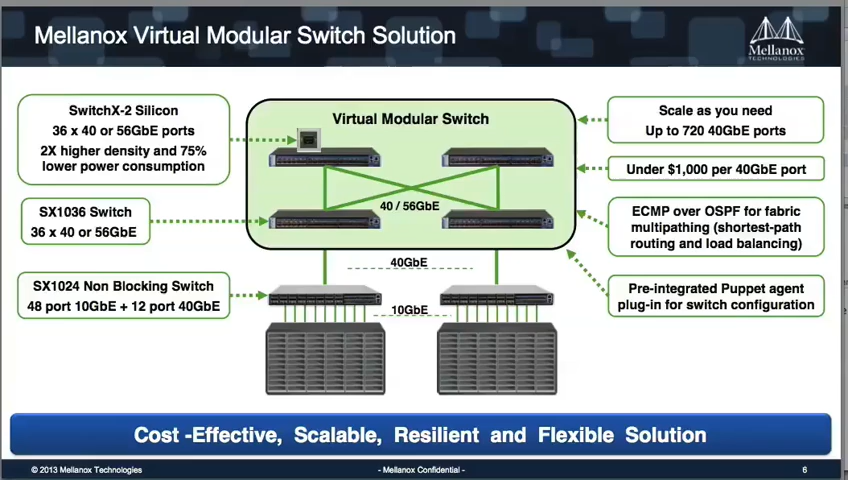 Mellanox Virtual Modular Switch Solution
Mellanox
TECHNOLOGIES
SwitchX-2 Silicon
36 x 40 or 56GbE ports
2X higher density and 75%
lower power consumption
SX1036 Switch
36 x 40 or 56GbE
SX1024 Non Blocking Switch
48 port 10GbE + 12 port 40GbE
Virtual Modular Switch
40 / 56GbE
40GbE
10GbE
Scale as you need
Up to 720 40GbE ports
Under $1,000 per 40GbE port
ECMP over OSPF for fabric
multipathing (shortest-path
routing and load balancing)
Pre-integrated Puppet agent
plug-in for switch configuration
Cost -Effective, Scalable, Resilient and Flexible Solution
© 2013 Mellanox Technologies
- Mellanox Confidential -
6